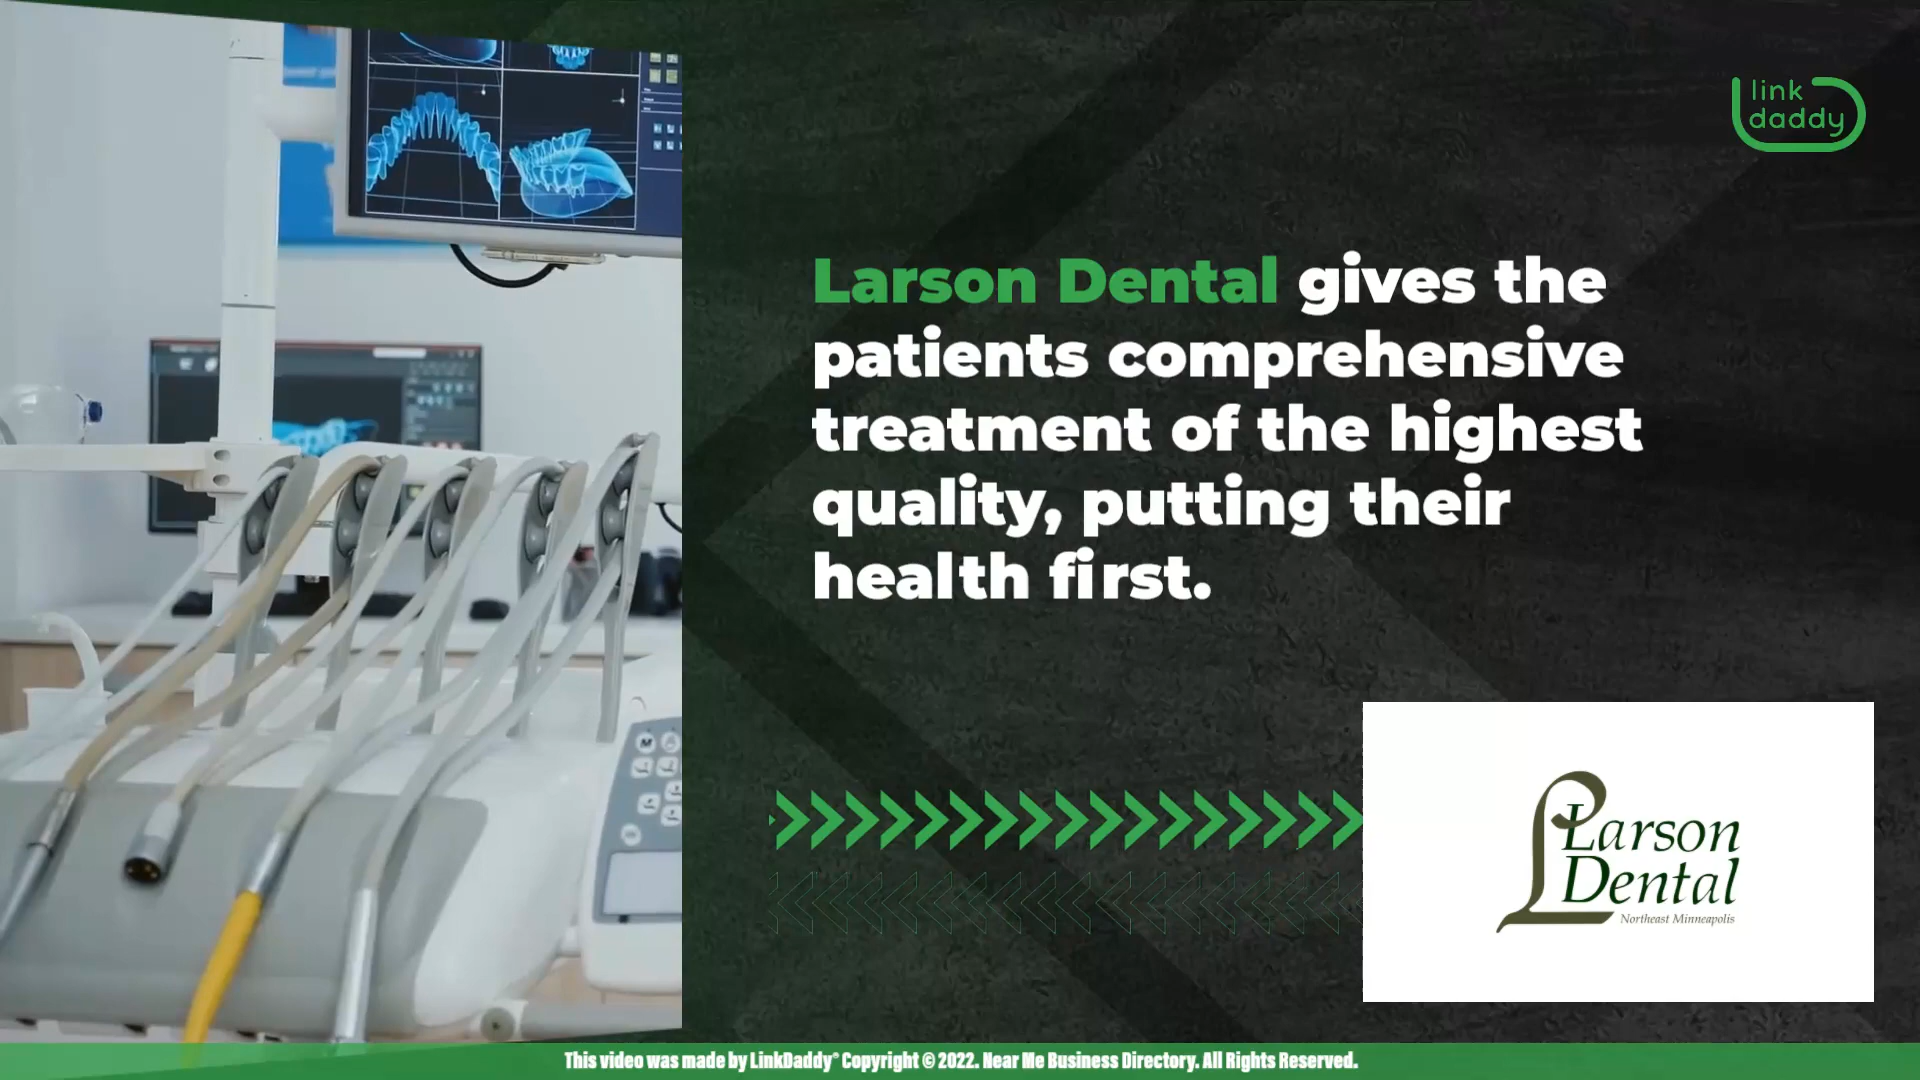 link
daddy
Larson Dental gives the
patients comprehensive
treatment of the highest
quality, putting their
health first.
Larson
Dental
Northeast Minneapolis
This video was made by LinkDaddy® Copyright © 2022. Near Me Business Directory. All Rights Reserved.